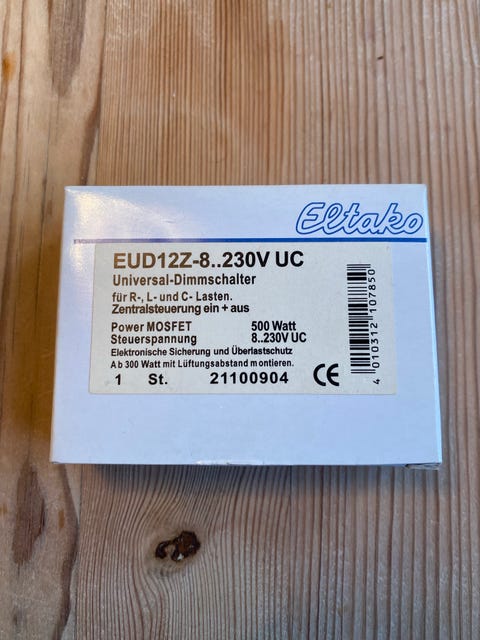 Eltako
EUD12Z-8..230V UC
Universal-Dimmschalter
für R-, L- und C- Lasten.
Zentralsteuerung ein + aus
Power MOSFET 500 Watt
Steuerspannung 8..230V UC
Elektronische Sicherung und Überlastschutz
Ab 300 Watt mit Lüftungsabstand montieren.
1 St. 21100904 CE
4 010312 107850